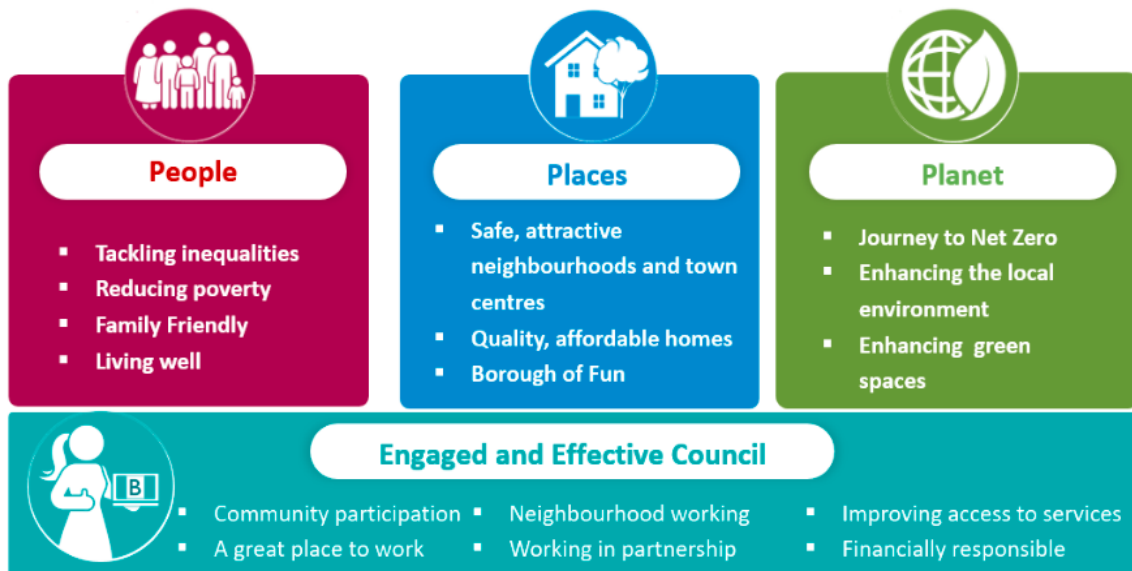 People
▪ Tackling inequalities
▪ Reducing poverty
▪ Family Friendly
▪ Living well
Places
▪ Safe, attractive
neighbourhoods and town
centres
▪ Quality, affordable homes
▪ Borough of Fun
Planet
▪ Journey to Net Zero
▪ Enhancing the local
environment
▪ Enhancing green
spaces
Engaged and Effective Council
B
▪ Community participation
▪ A great place to work
▪ Neighbourhood working
▪ Working in partnership
▪ Improving access to services
▪ Financially responsible